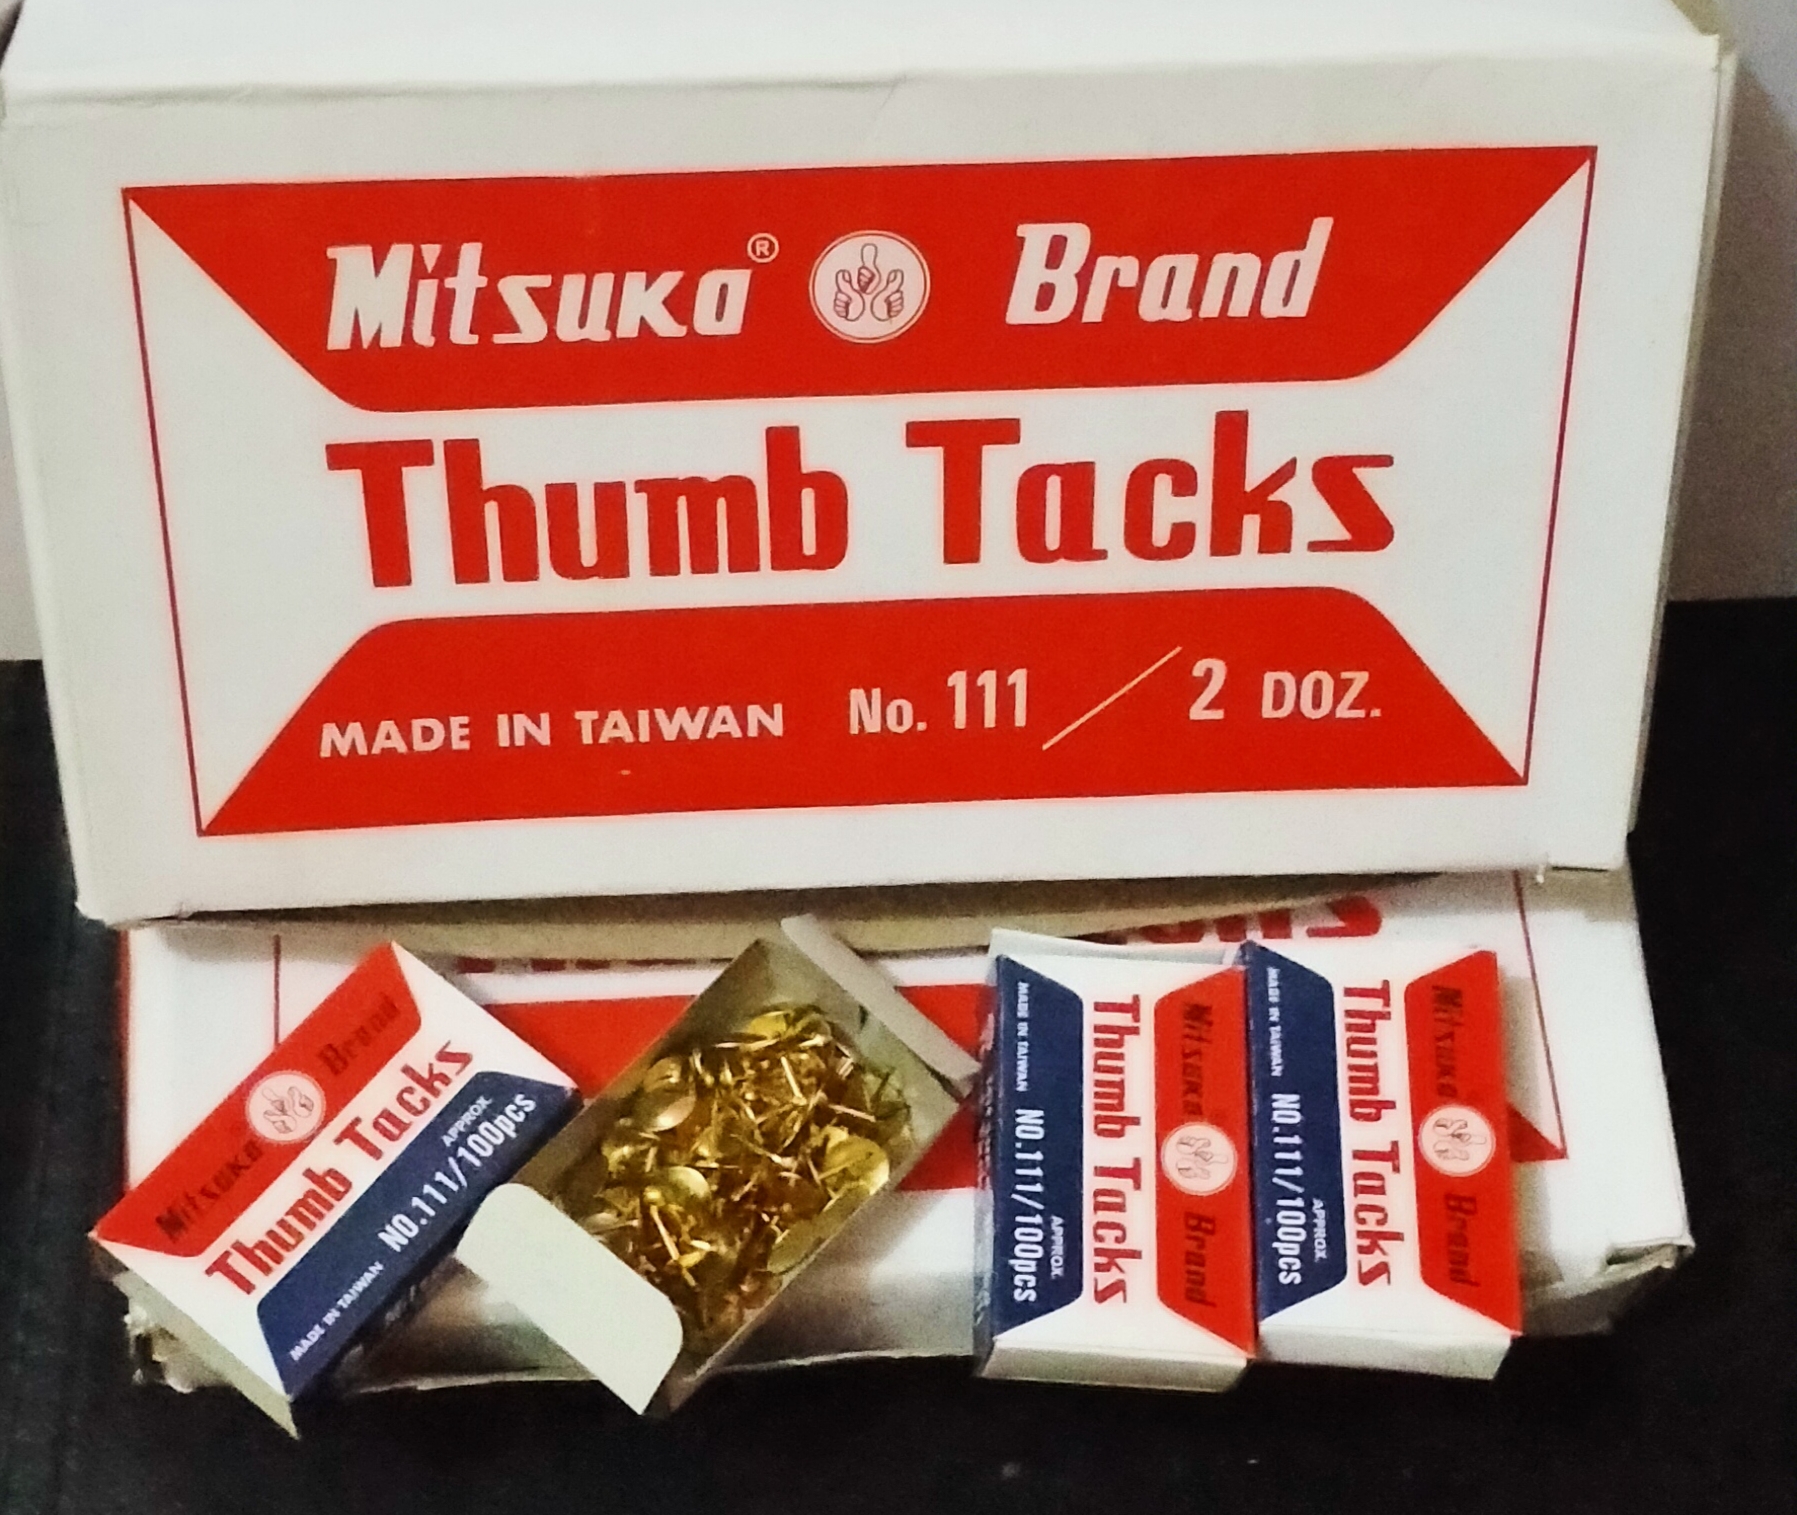 Mitsuka® Brand
Thumb Tacks
MADE IN TAIWAN No. 111 / 2 DOZ.
Mitsuka Brand
Thumb Tacks
APPROX.
MADE IN TAIWAN NO.111/100pcs
Mitsuka Brand
Thumb Tacks
APPROX.
MADE IN TAIWAN NO.111/100pcs
Mitsuka Brand
Thumb Tacks
APPROX.
MADE IN TAIWAN NO.111/100pcs